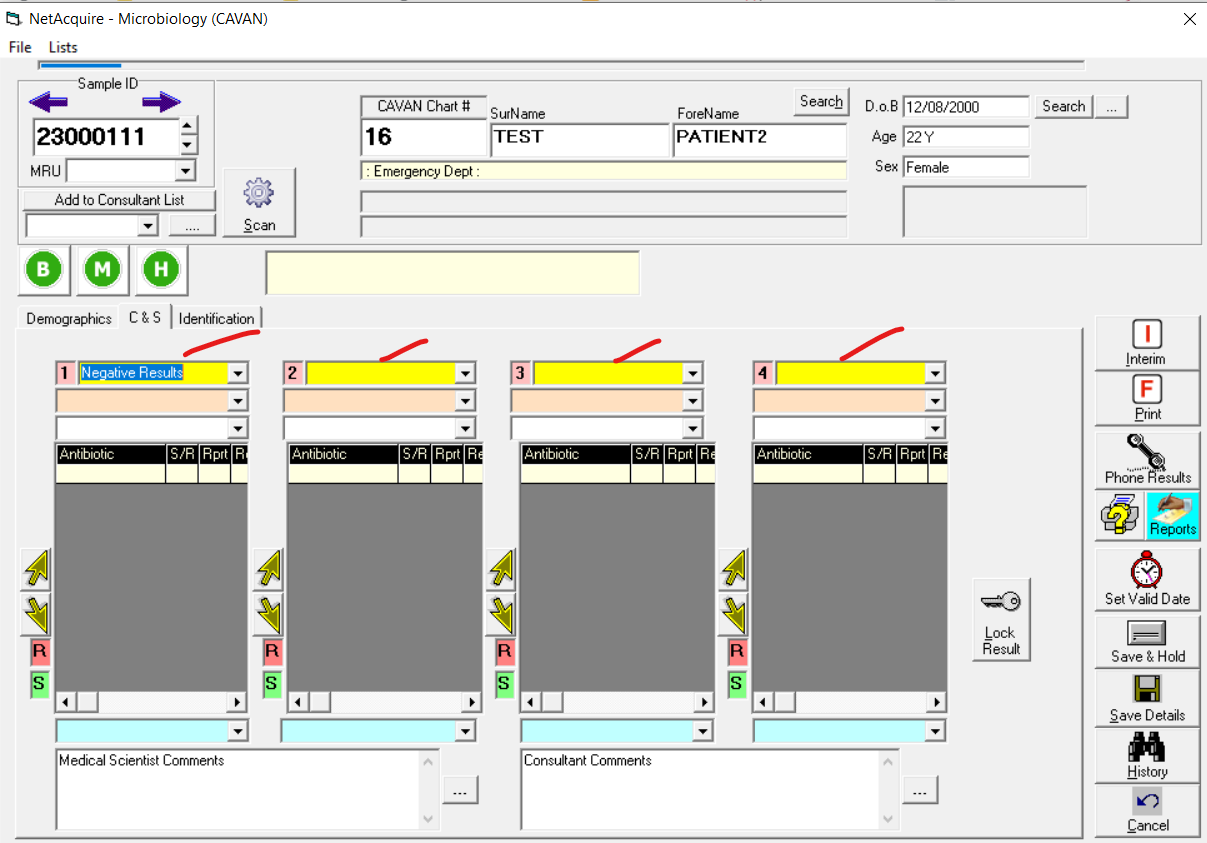 NetAcquire - Microbiology (CAVAN)
File Lists
Sample ID
23000111
MRU
Add to Consultant List
....
Scan
CAVAN Chart #
SurName
ForeName
Search
16
TEST
PATIENT2
: Emergency Dept :
D.o.B 12/08/2000 Search ...
Age 22 Y
Sex Female
B M H
Demographics C & S Identification
1 Negative Results 2 3 4
Antibiotic S/R Rprt R Antibiotic S/R Rprt Re Antibiotic S/R Rprt Re Antibiotic S/R Rprt Re
R R R R
S S S S
Lock
Result
Medical Scientist Comments
...
Consultant Comments
...
I
Interim
F
Print
Phone Results
Reports
Set Valid Date
Save & Hold
Save Details
History
Cancel